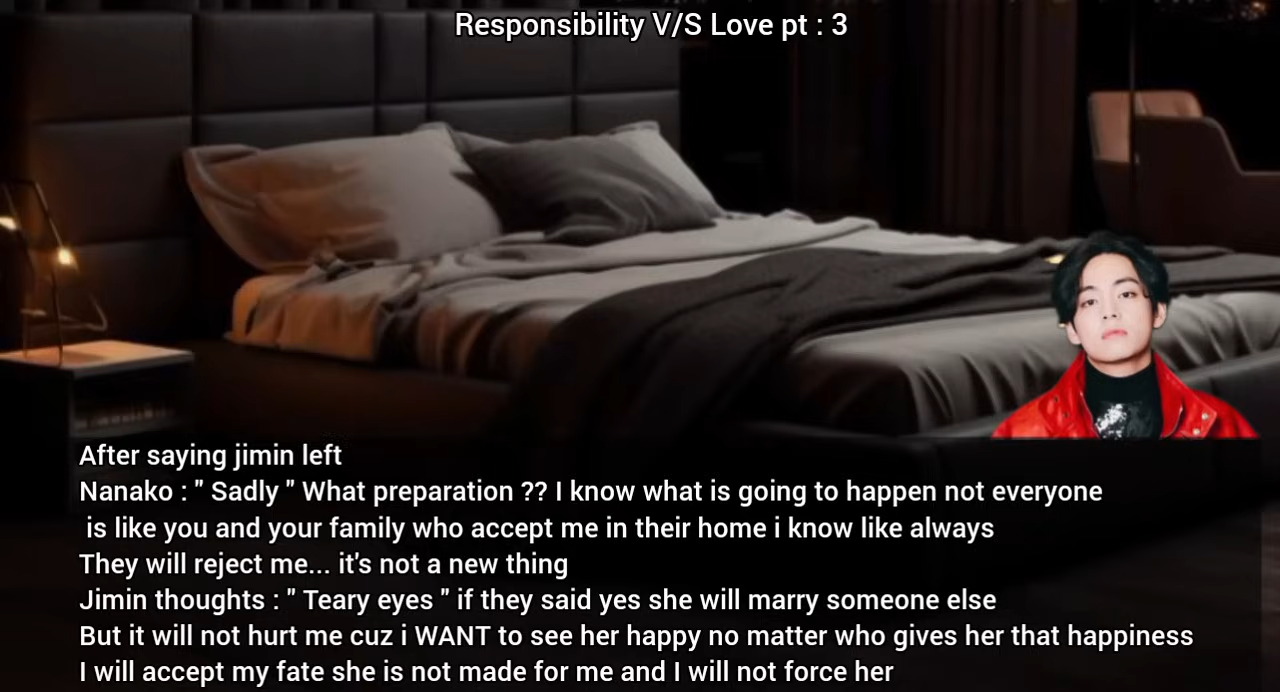 Responsibility V/S Love pt : 3
After saying jimin left
Nanako : " Sadly " What preparation ?? I know what is going to happen not everyone
is like you and your family who accept me in their home i know like always
They will reject me... it's not a new thing
Jimin thoughts : " Teary eyes " if they said yes she will marry someone else
But it will not hurt me cuz i WANT to see her happy no matter who gives her that happiness
I will accept my fate she is not made for me and I will not force her